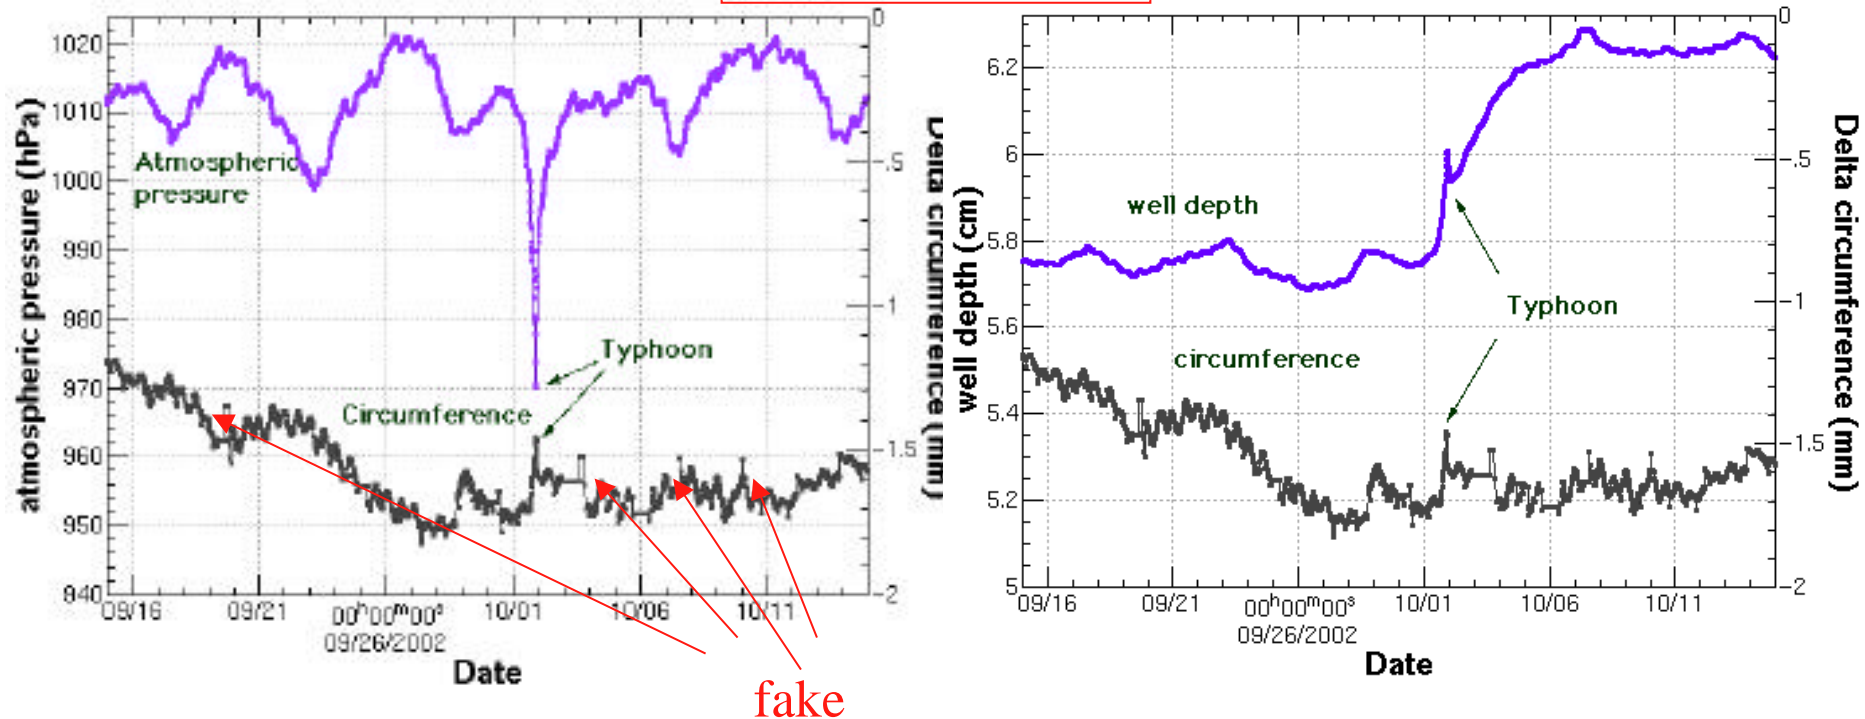 1020
1010
1000
990
980
970
960
950
940
atmospheric pressure (hPa)
Atmospheric
pressure
Typhoon
Circumference
0
-.5
-1
-1.5
-2
Delta circumference (mm)
09/16
09/21
00h00m00s
10/01
10/06
10/11
09/26/2002
Date
fake
6.2
6
5.8
5.6
5.4
5.2
5
well depth (cm)
well depth
Typhoon
circumference
0
-.5
-1
-1.5
-2
Delta circumference (mm)
09/16
09/21
00h00m00s
10/01
10/06
10/11
09/26/2002
Date